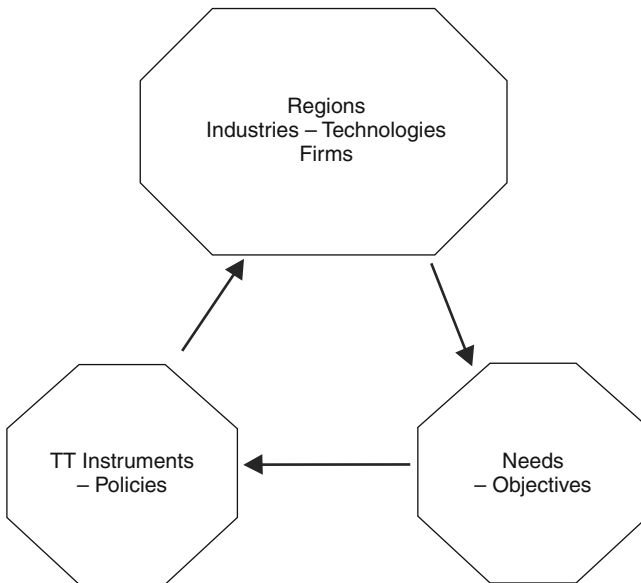 Regions
Industries – Technologies
Firms
TT Instruments
– Policies
Needs
– Objectives